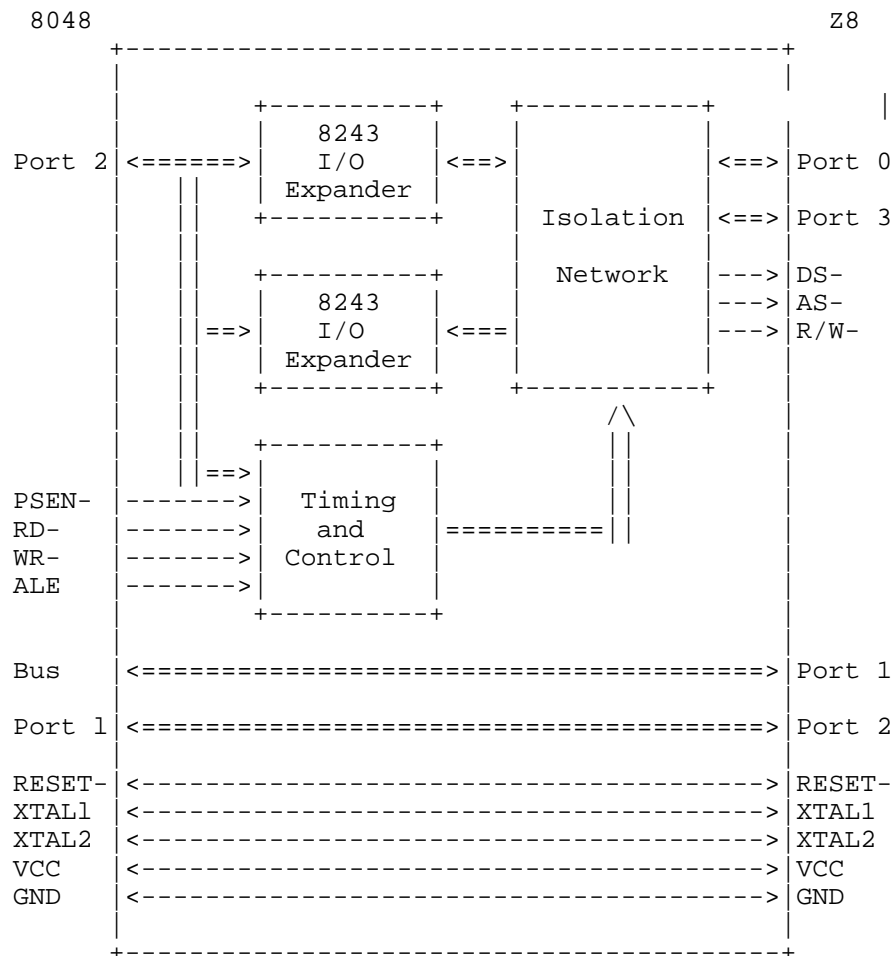 8048 Z8
8243
Port 2 I/O Port 0
Expander
Isolation Port 3
Network DS-
8243 AS-
I/O R/W-
Expander
PSEN- Timing
RD- and
WR- Control
ALE
Bus Port 1
Port l Port 2
RESET- RESET-
XTALl XTAL1
XTAL2 XTAL2
VCC VCC
GND GND